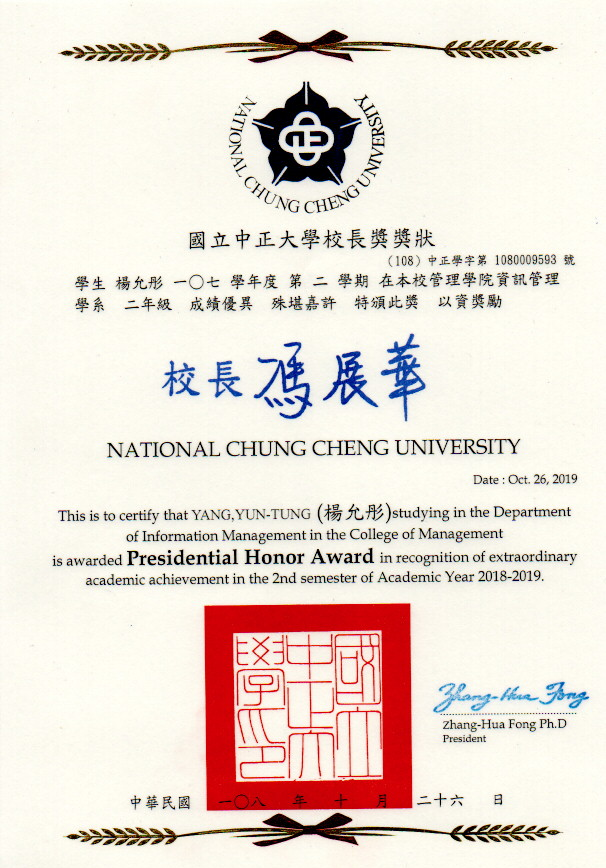 NATIONAL CHUNG CHENG UNIVERSITY
國立中正大學校長獎獎狀
(108) 中正學字第 1080009593 號
學生 楊允彤 一〇七 學年度 第 二 學期 在本校管理學院資訊管理
學系 二年級 成績優異 殊堪嘉許 特頒此獎 以資獎勵
校長 馮展華
NATIONAL CHUNG CHENG UNIVERSITY
Date : Oct. 26, 2019
This is to certify that YANG,YUN-TUNG (楊允彤)studying in the Department
of Information Management in the College of Management
is awarded Presidential Honor Award in recognition of extraordinary
academic achievement in the 2nd semester of Academic Year 2018-2019.
國立中正大學印
Zhang-Hua Fong
Zhang-Hua Fong Ph.D
President
中華民國 一〇八 年 十 月 二十六 日